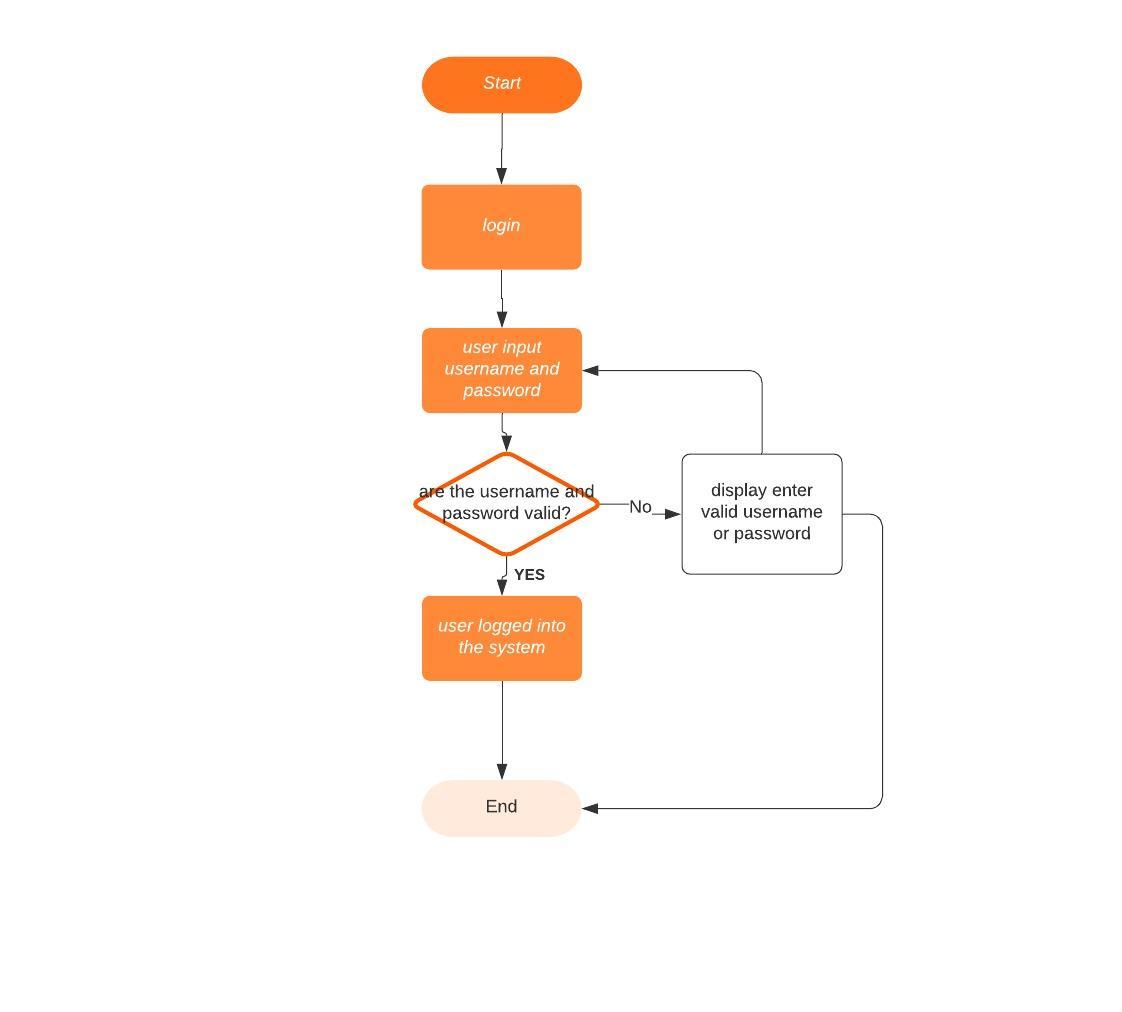 Start
login
user input
username and
password
are the username and
password valid?
No
display enter
valid username
or password
YES
user logged into
the system
End